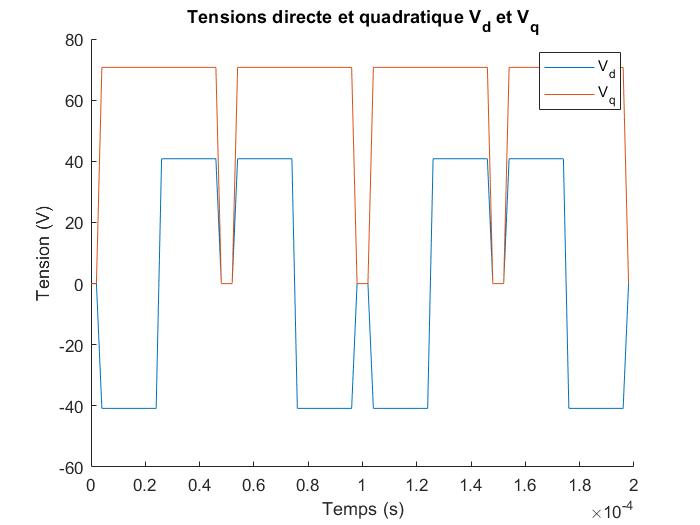 Tensions directe et quadratique V_d et V_q
80
60
40
20
0
-20
-40
-60
Tension (V)
V_d
V_q
0 0.2 0.4 0.6 0.8 1 1.2 1.4 1.6 1.8 2
Temps (s)
×10^-4